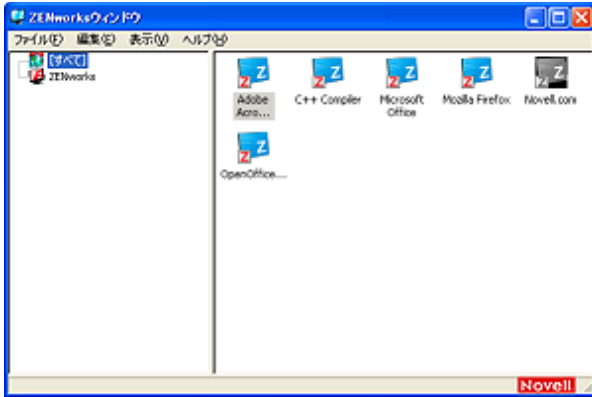 ZENworksウィンドウ
ファイル(F) 編集(E) 表示(V) ヘルプ(H)
[すべて]
ZENworks
Adobe Acro...
C++ Compiler
Microsoft Office
Mozilla Firefox
Novell.com
OpenOffice....
Novell